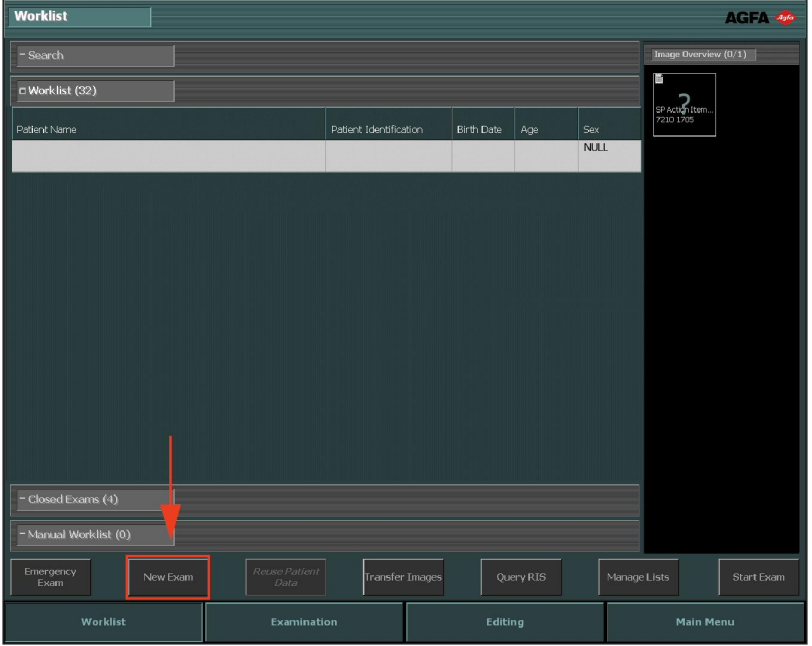 Worklist
AGFA Agfa
- Search
Image Overview (0/1)
Worklist (32)
?
SP Action Item...
7210 1705
Patient Name Patient Identification Birth Date Age Sex
NULL
- Closed Exams (4)
- Manual Worklist (0)
Emergency
Exam
New Exam
Reuse Patient
Data
Transfer Images
Query RIS
Manage Lists
Start Exam
Worklist Examination Editing Main Menu